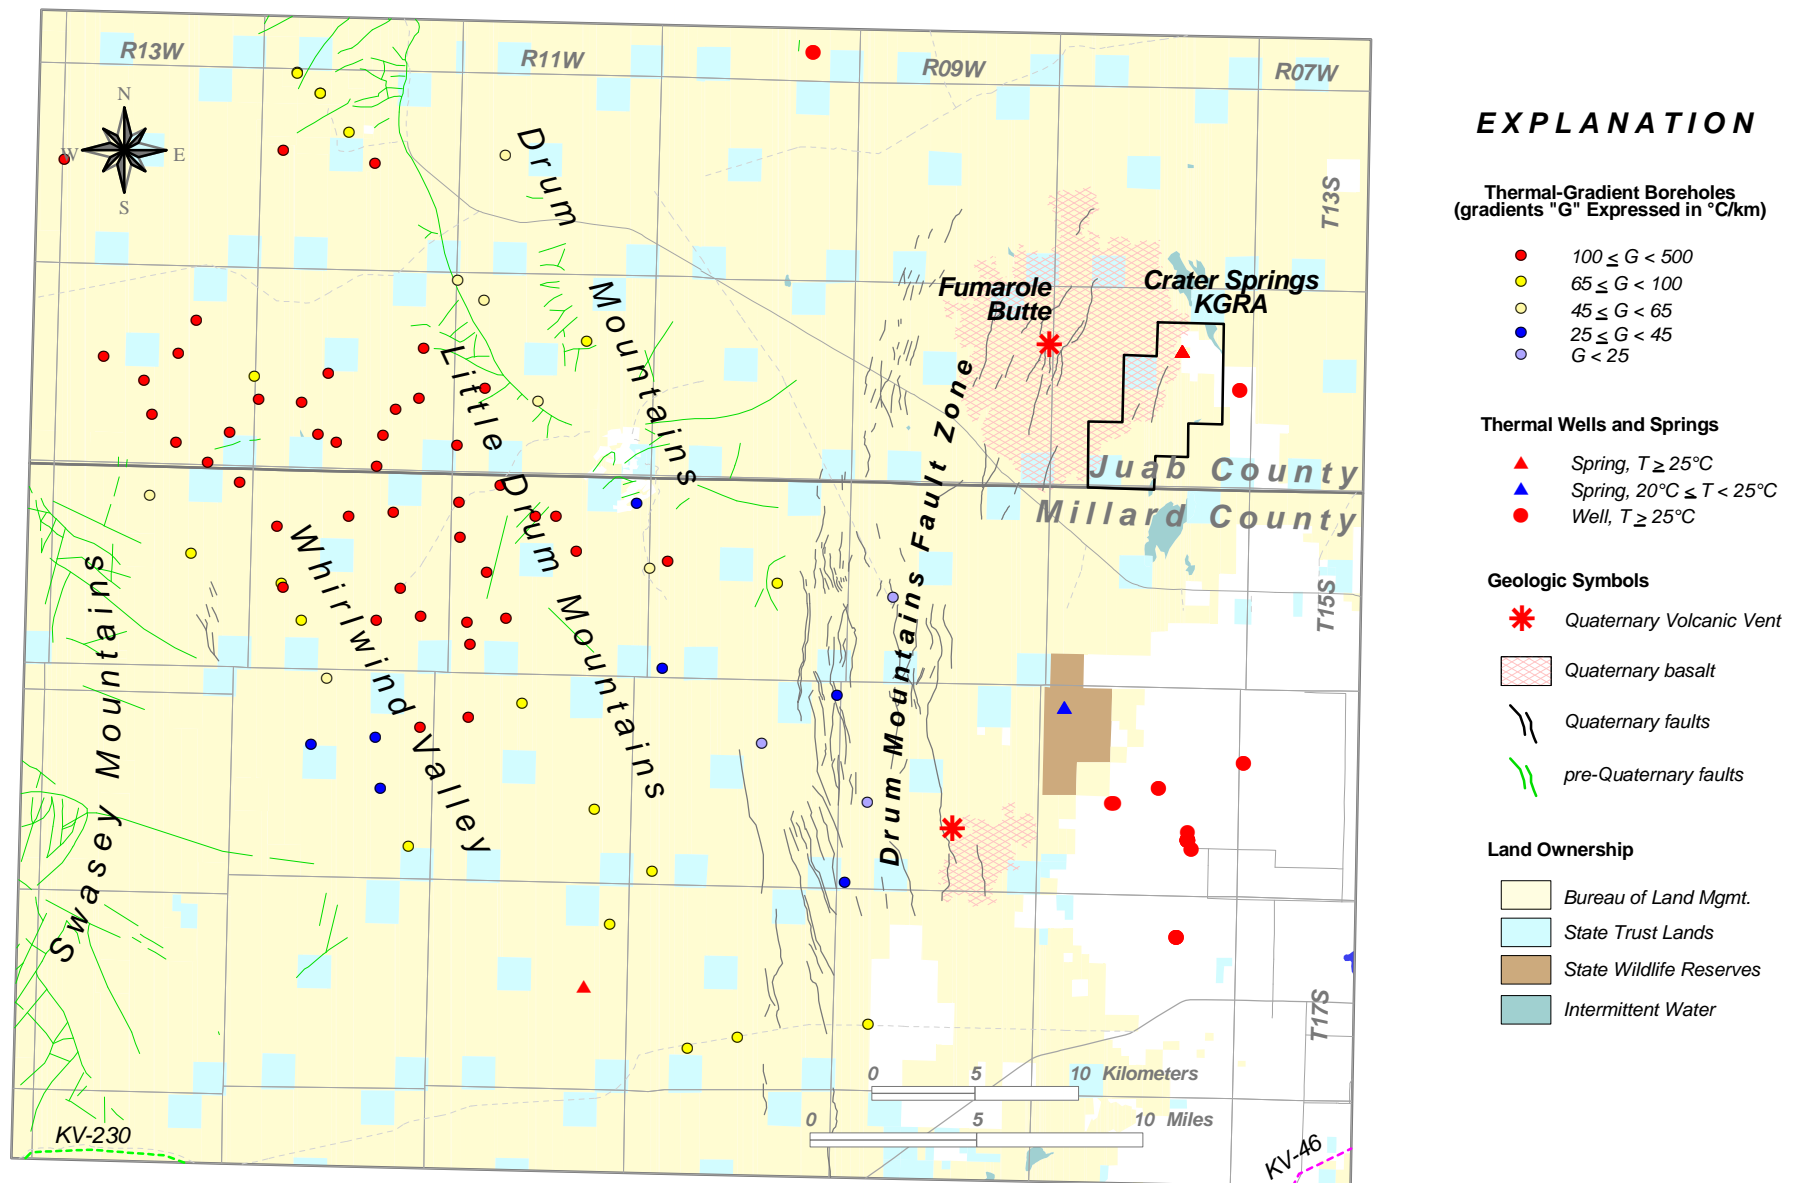 R13W
R11W
R09W
R07W
N
W
E
S
T13S
Drum Mountains
Fumarole
Butte
Crater Springs
KGRA
Little Drum Mountains
Drum Mountains Fault Zone
Juab County
Millard County
Whirlwind Valley
Swasey Mountains
T15S
T17S
0 5 10 Kilometers
0 5 10 Miles
KV-230
KV-46
EXPLANATION
Thermal-Gradient Boreholes
(gradients "G" Expressed in °C/km)
100 ≤ G < 500
65 ≤ G < 100
45 ≤ G < 65
25 ≤ G < 45
G < 25
Thermal Wells and Springs
Spring, T ≥ 25°C
Spring, 20°C ≤ T < 25°C
Well, T ≥ 25°C
Geologic Symbols
Quaternary Volcanic Vent
Quaternary basalt
Quaternary faults
pre-Quaternary faults
Land Ownership
Bureau of Land Mgmt.
State Trust Lands
State Wildlife Reserves
Intermittent Water